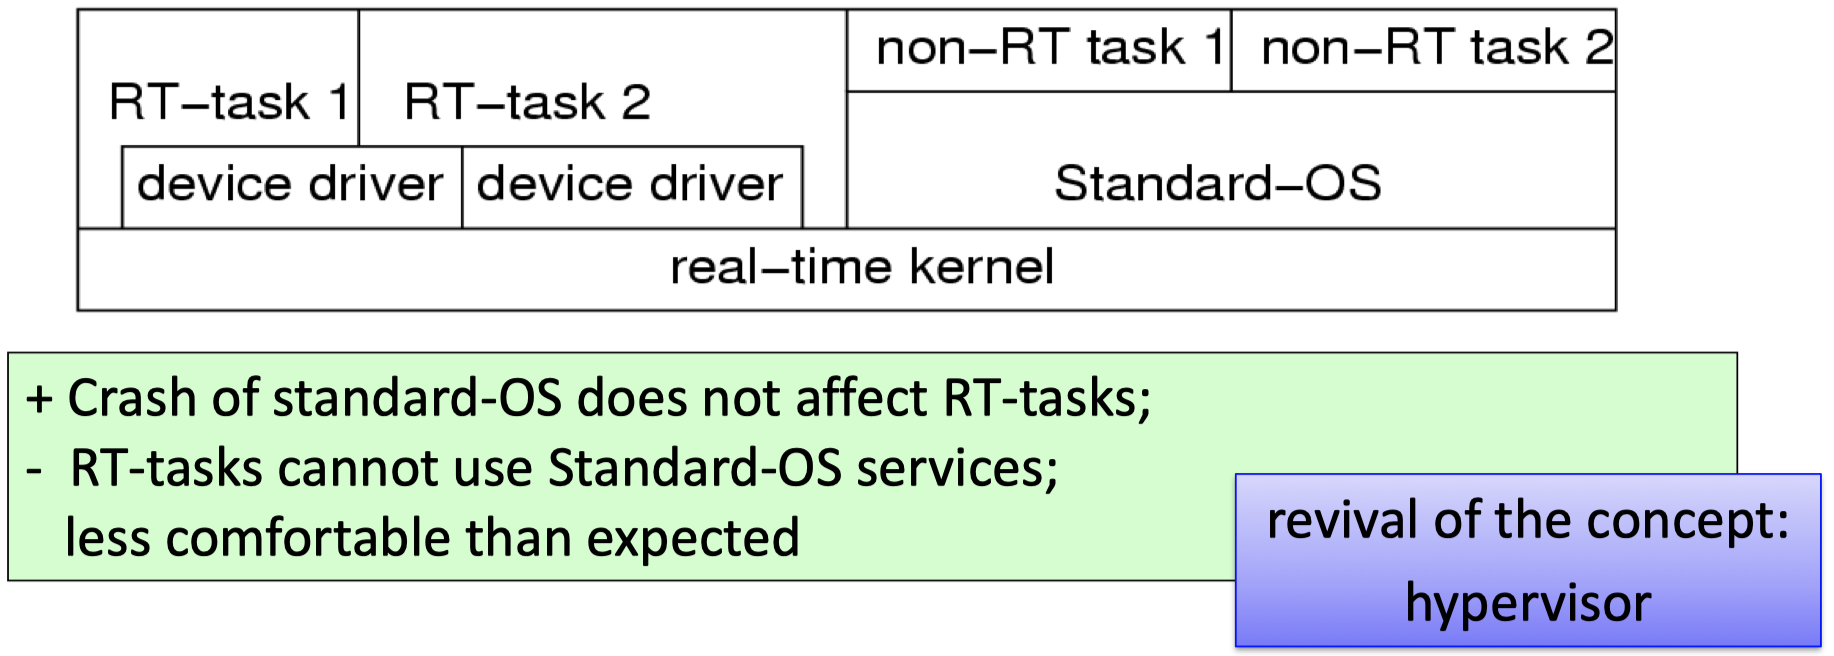 non−RT task 1
non−RT task 2
RT−task 1
RT−task 2
device driver
device driver
Standard−OS
real−time kernel
+ Crash of standard-OS does not affect RT-tasks;
- RT-tasks cannot use Standard-OS services;
less comfortable than expected
revival of the concept:
hypervisor